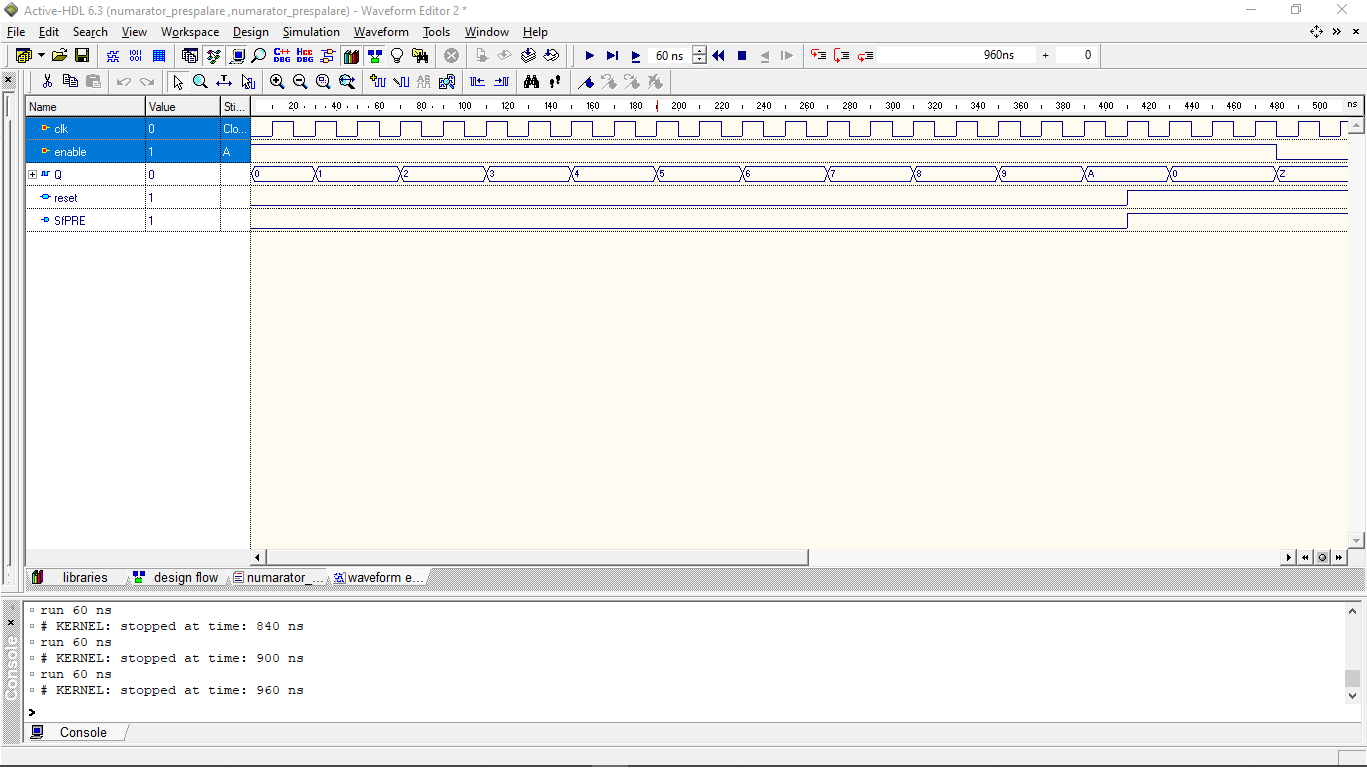 Active-HDL 6.3 (numarator_prespalare ,numarator_prespalare) - Waveform Editor 2 *
File Edit Search View Workspace Design Simulation Waveform Tools Window Help
C++ DBG HCC DBG 60 ns 960ns + 0
Name Value Sti... 20 40 60 80 100 120 140 160 180 200 220 240 260 280 300 320 340 360 380 400 420 440 460 480 500 ns
clk 0 Clo...
enable 1 A
Q 0 0 1 2 3 4 5 6 7 8 9 A 0 Z
reset 1
SfPRE 1
libraries design flow numarator_... waveform e...
run 60 ns
# KERNEL: stopped at time: 840 ns
run 60 ns
# KERNEL: stopped at time: 900 ns
run 60 ns
# KERNEL: stopped at time: 960 ns
>
Console
Console